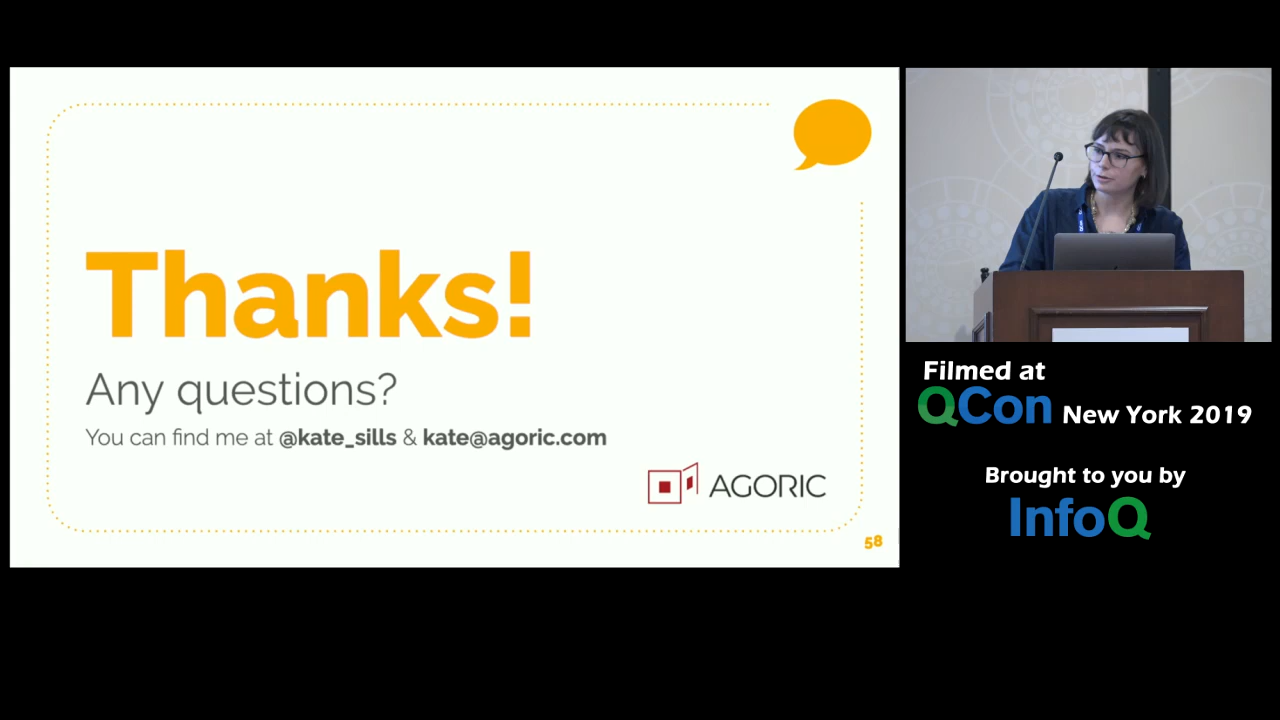 Thanks!
Any questions?
You can find me at @kate_sills & kate@agoric.com
AGORIC
58
Filmed at
QCon New York 2019
Brought to you by
InfoQ